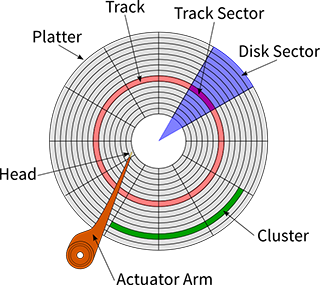 Track
Track Sector
Platter
Disk Sector
Head
Cluster
Actuator Arm